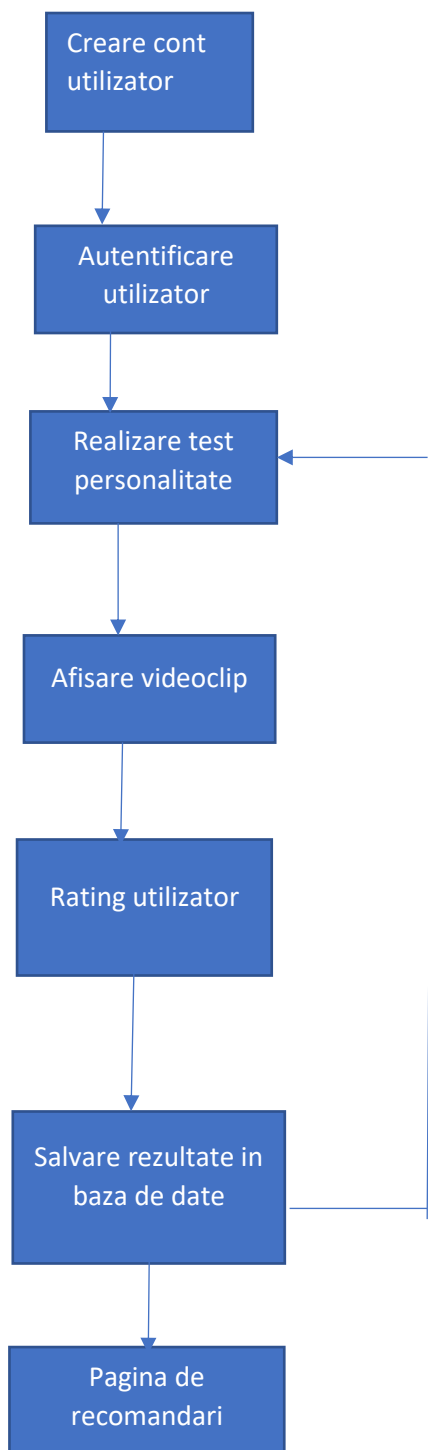 Creare cont
utilizator
Autentificare
utilizator
Realizare test
personalitate
Afisare videoclip
Rating utilizator
Salvare rezultate in
baza de date
Pagina de
recomandari